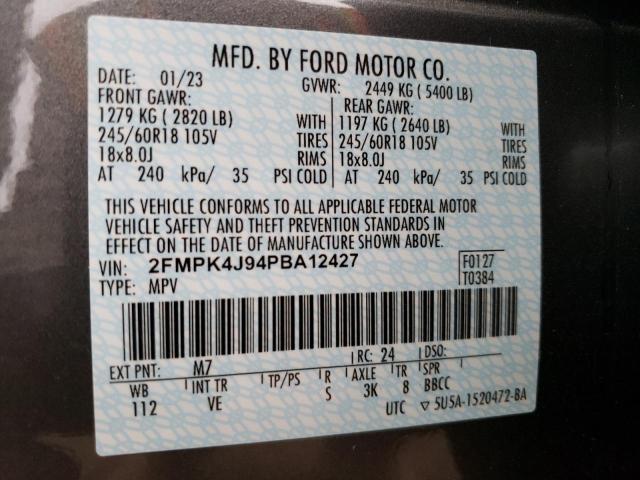 MFD. BY FORD MOTOR CO.
DATE: 01/23 GVWR: 2449 KG ( 5400 LB)
FRONT GAWR: REAR GAWR:
1279 KG ( 2820 LB) WITH 1197 KG ( 2640 LB) WITH
245/60R18 105V TIRES 245/60R18 105V TIRES
18x8.0J RIMS 18x8.0J RIMS
AT 240 kPa/ 35 PSI COLD AT 240 kPa/ 35 PSI COLD
THIS VEHICLE CONFORMS TO ALL APPLICABLE FEDERAL MOTOR
VEHICLE SAFETY AND THEFT PREVENTION STANDARDS IN
EFFECT ON THE DATE OF MANUFACTURE SHOWN ABOVE.
VIN: 2FMPK4J94PBA12427 F0127
TYPE: MPV T0384
EXT PNT: M7 RC: 24 DSO:
WB INT TR TP/PS R AXLE TR SPR
112 VE S 3K 8 BBCC
UTC ▽ 5U5A-1520472-BA